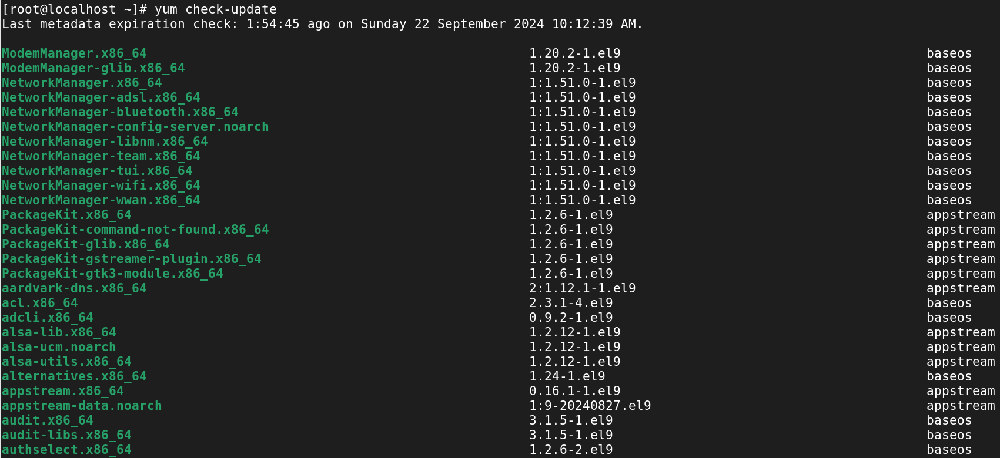 [root@localhost ~]# yum check-update
Last metadata expiration check: 1:54:45 ago on Sunday 22 September 2024 10:12:39 AM.

ModemManager.x86_64 1.20.2-1.el9 baseos
ModemManager-glib.x86_64 1.20.2-1.el9 baseos
NetworkManager.x86_64 1:1.51.0-1.el9 baseos
NetworkManager-adsl.x86_64 1:1.51.0-1.el9 baseos
NetworkManager-bluetooth.x86_64 1:1.51.0-1.el9 baseos
NetworkManager-config-server.noarch 1:1.51.0-1.el9 baseos
NetworkManager-libnm.x86_64 1:1.51.0-1.el9 baseos
NetworkManager-team.x86_64 1:1.51.0-1.el9 baseos
NetworkManager-tui.x86_64 1:1.51.0-1.el9 baseos
NetworkManager-wifi.x86_64 1:1.51.0-1.el9 baseos
NetworkManager-wwan.x86_64 1:1.51.0-1.el9 baseos
PackageKit.x86_64 1.2.6-1.el9 appstream
PackageKit-command-not-found.x86_64 1.2.6-1.el9 appstream
PackageKit-glib.x86_64 1.2.6-1.el9 appstream
PackageKit-gstreamer-plugin.x86_64 1.2.6-1.el9 appstream
PackageKit-gtk3-module.x86_64 1.2.6-1.el9 appstream
aardvark-dns.x86_64 2:1.12.1-1.el9 appstream
acl.x86_64 2.3.1-4.el9 baseos
adcli.x86_64 0.9.2-1.el9 baseos
alsa-lib.x86_64 1.2.12-1.el9 appstream
alsa-ucm.noarch 1.2.12-1.el9 appstream
alsa-utils.x86_64 1.2.12-1.el9 appstream
alternatives.x86_64 1.24-1.el9 baseos
appstream.x86_64 0.16.1-1.el9 appstream
appstream-data.noarch 1:9-20240827.el9 appstream
audit.x86_64 3.1.5-1.el9 baseos
audit-libs.x86_64 3.1.5-1.el9 baseos
authselect.x86_64 1.2.6-2.el9 baseos